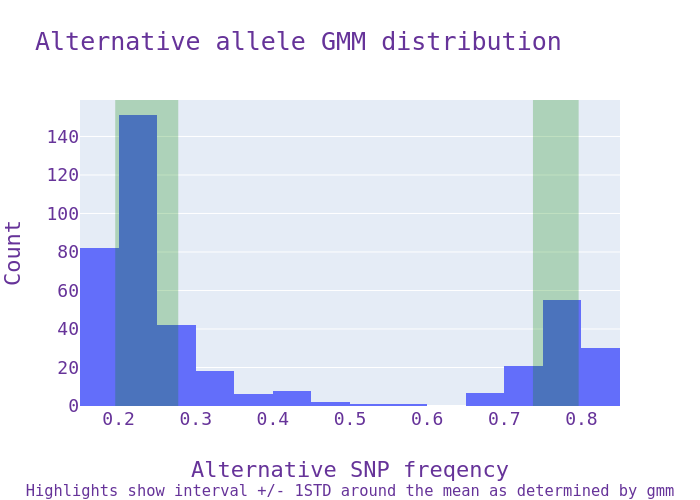 Alternative allele GMM distribution
Count
140
120
100
80
60
40
20
0
0.2 0.3 0.4 0.5 0.6 0.7 0.8
Alternative SNP freqency
Highlights show interval +/- 1STD around the mean as determined by gmm